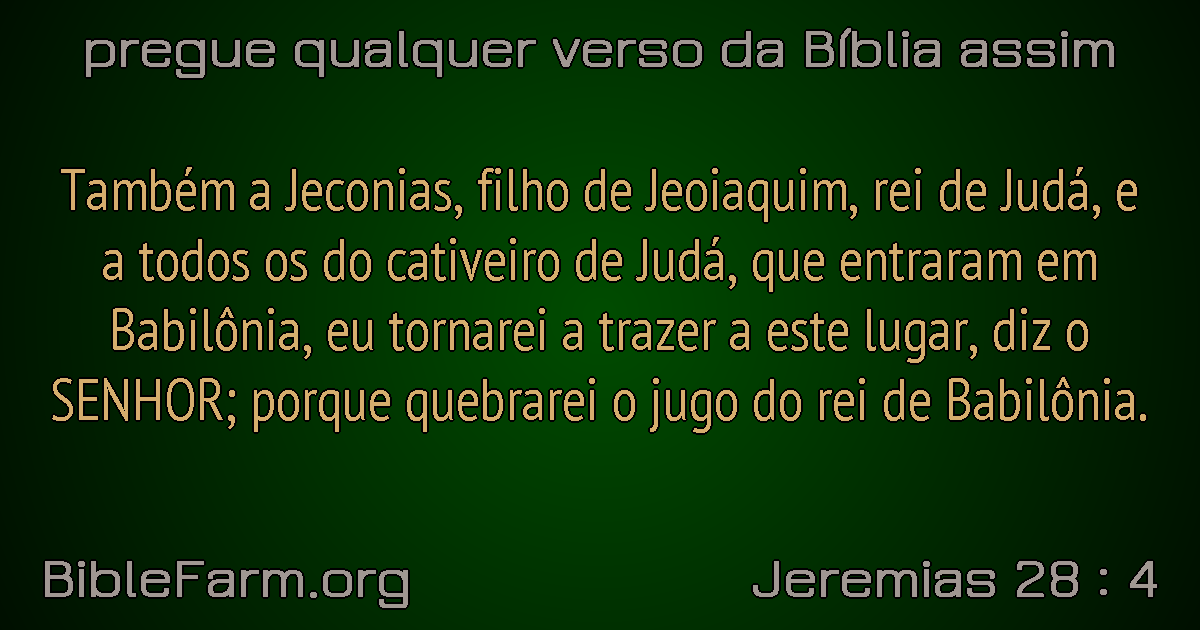 pregue qualquer verso da Bíblia assim
Também a Jeconias, filho de Jeoiaquim, rei de Judá, e
a todos os do cativeiro de Judá, que entraram em
Babilônia, eu tornarei a trazer a este lugar, diz o
SENHOR; porque quebrarei o jugo do rei de Babilônia.
BibleFarm.org
Jeremias 28 : 4